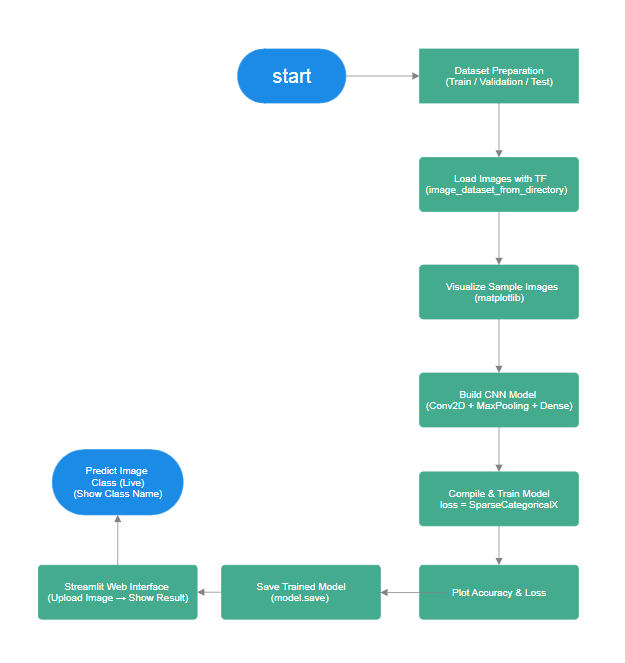 start
Dataset Preparation
(Train / Validation / Test)
Load Images with TF
(image_dataset_from_directory)
Visualize Sample Images
(matplotlib)
Build CNN Model
(Conv2D + MaxPooling + Dense)
Compile & Train Model
loss = SparseCategoricalX
Plot Accuracy & Loss
Save Trained Model
(model.save)
Streamlit Web Interface
(Upload Image → Show Result)
Predict Image
Class (Live)
(Show Class Name)